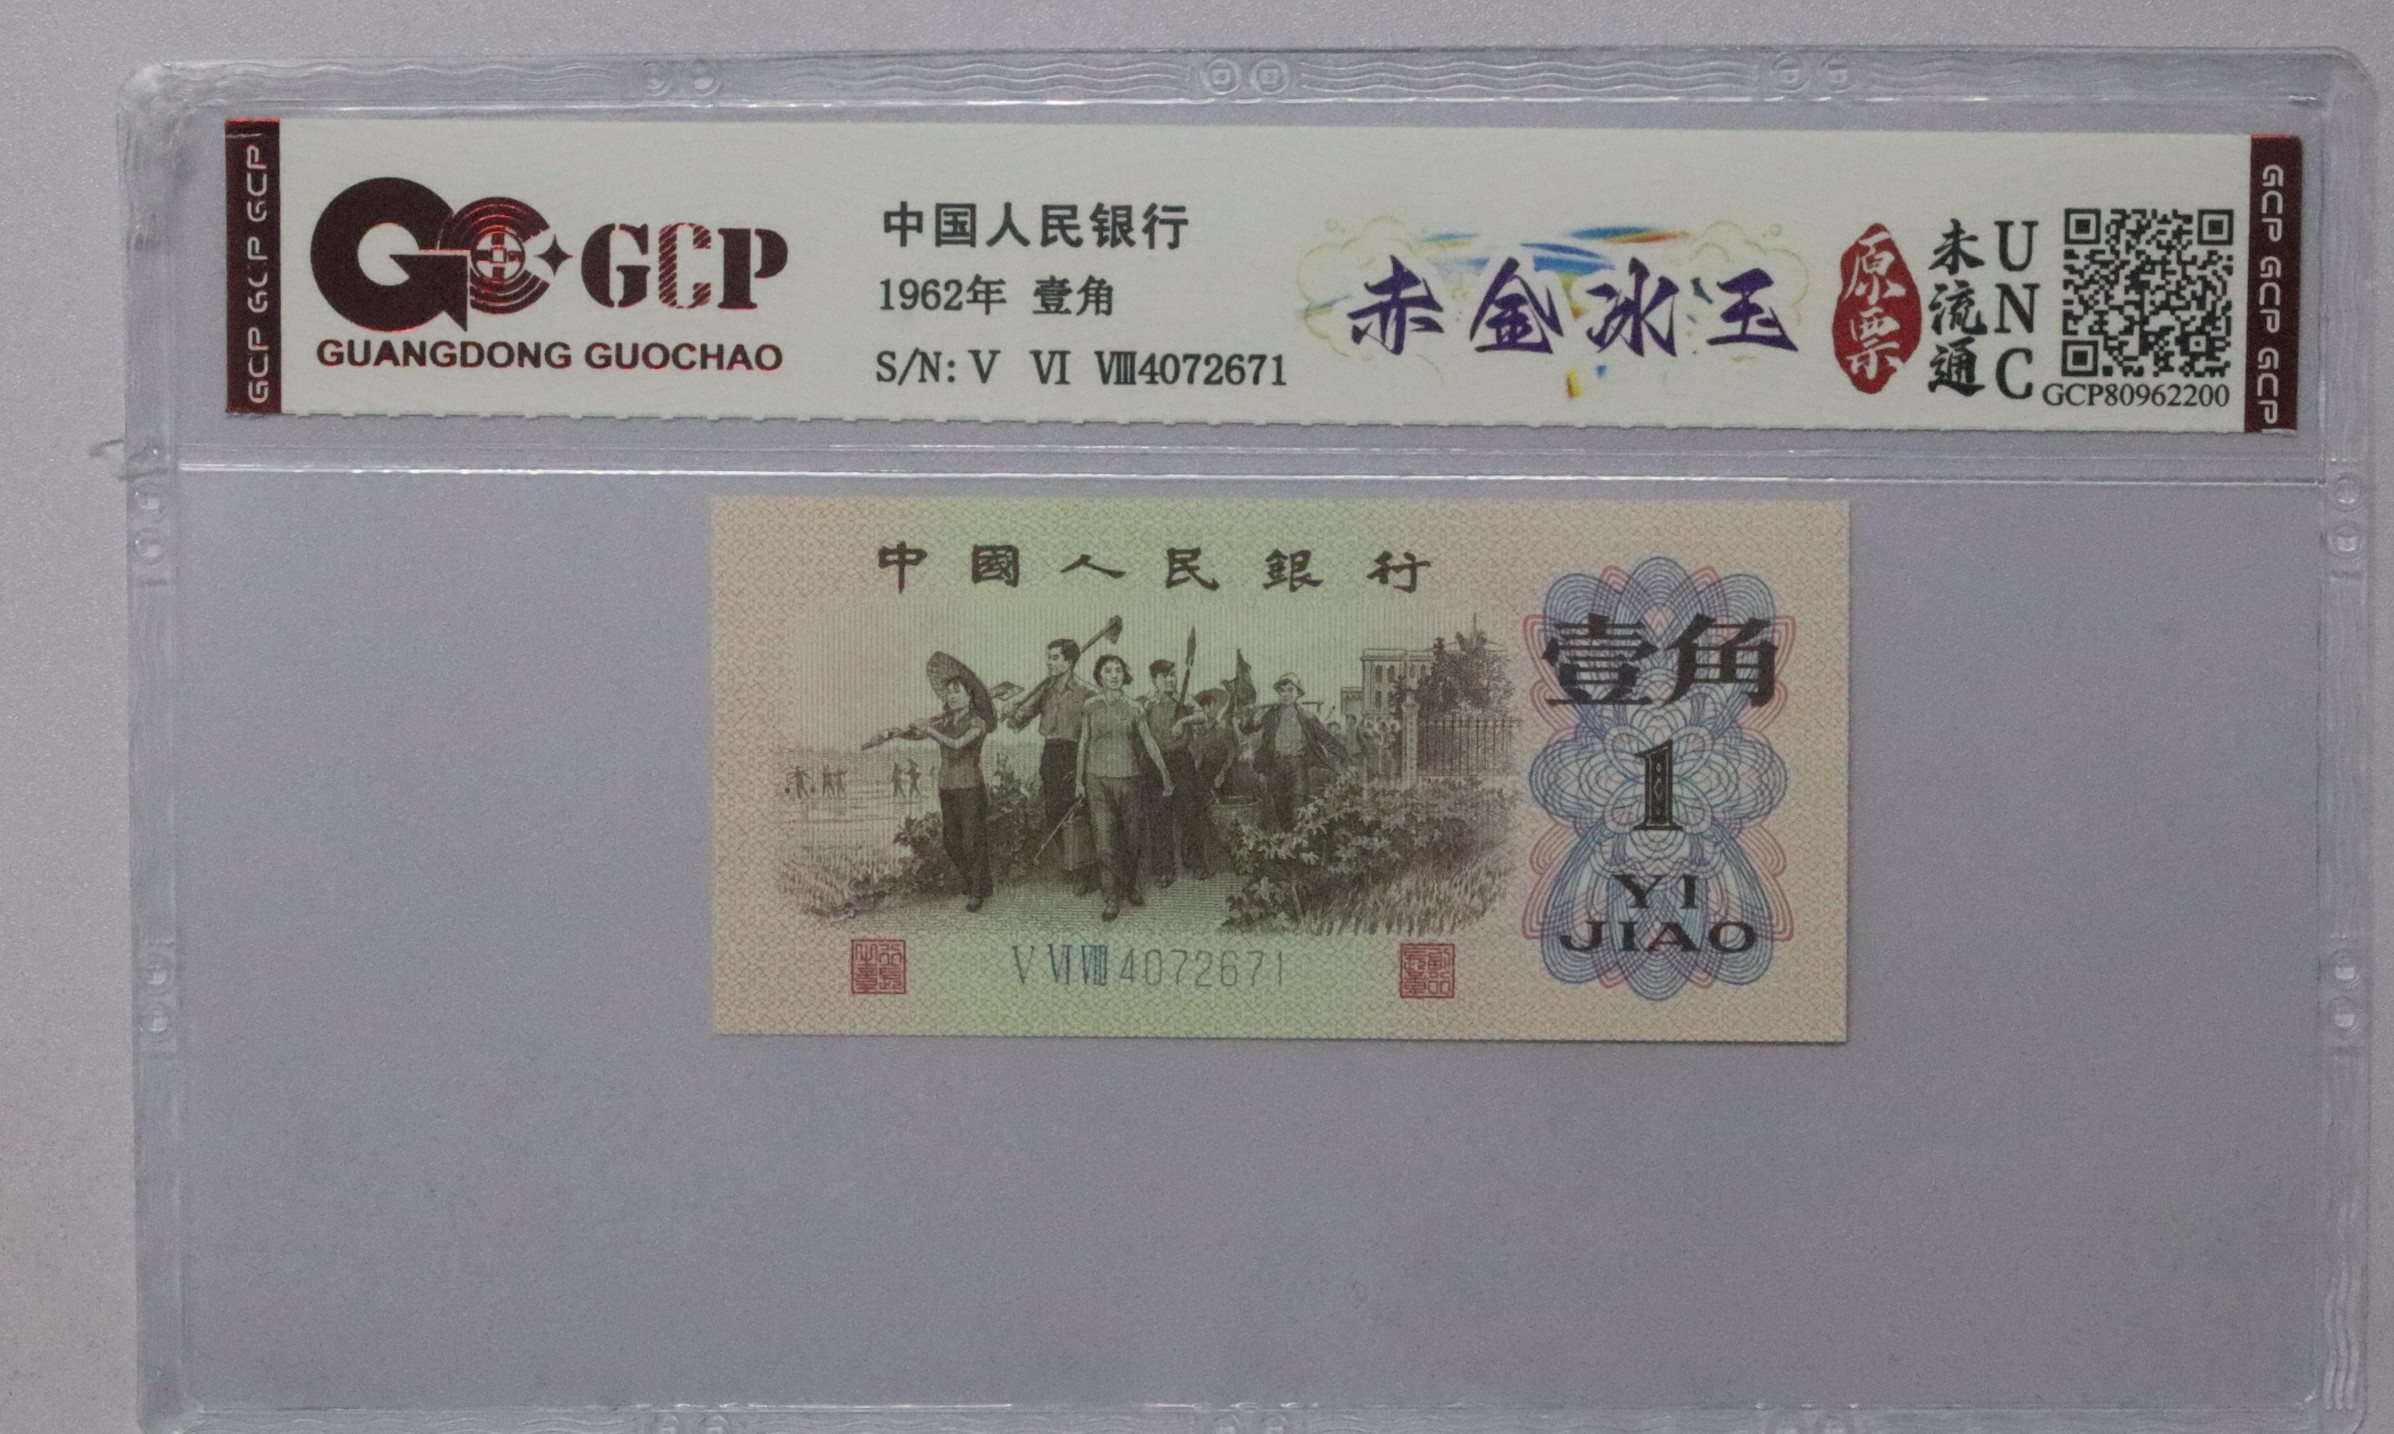 GCP GCP GCP
GCP
GUANGDONG GUOCHAO
中国人民银行
1962年 壹角
S/N: Ⅴ Ⅵ Ⅷ4072671
赤金冰玉
原票
未流通
UNC
GCP80962200
GCP GCP GCP
中國人民銀行
壹角
1
YI
JIAO
Ⅴ Ⅵ Ⅷ 4072671